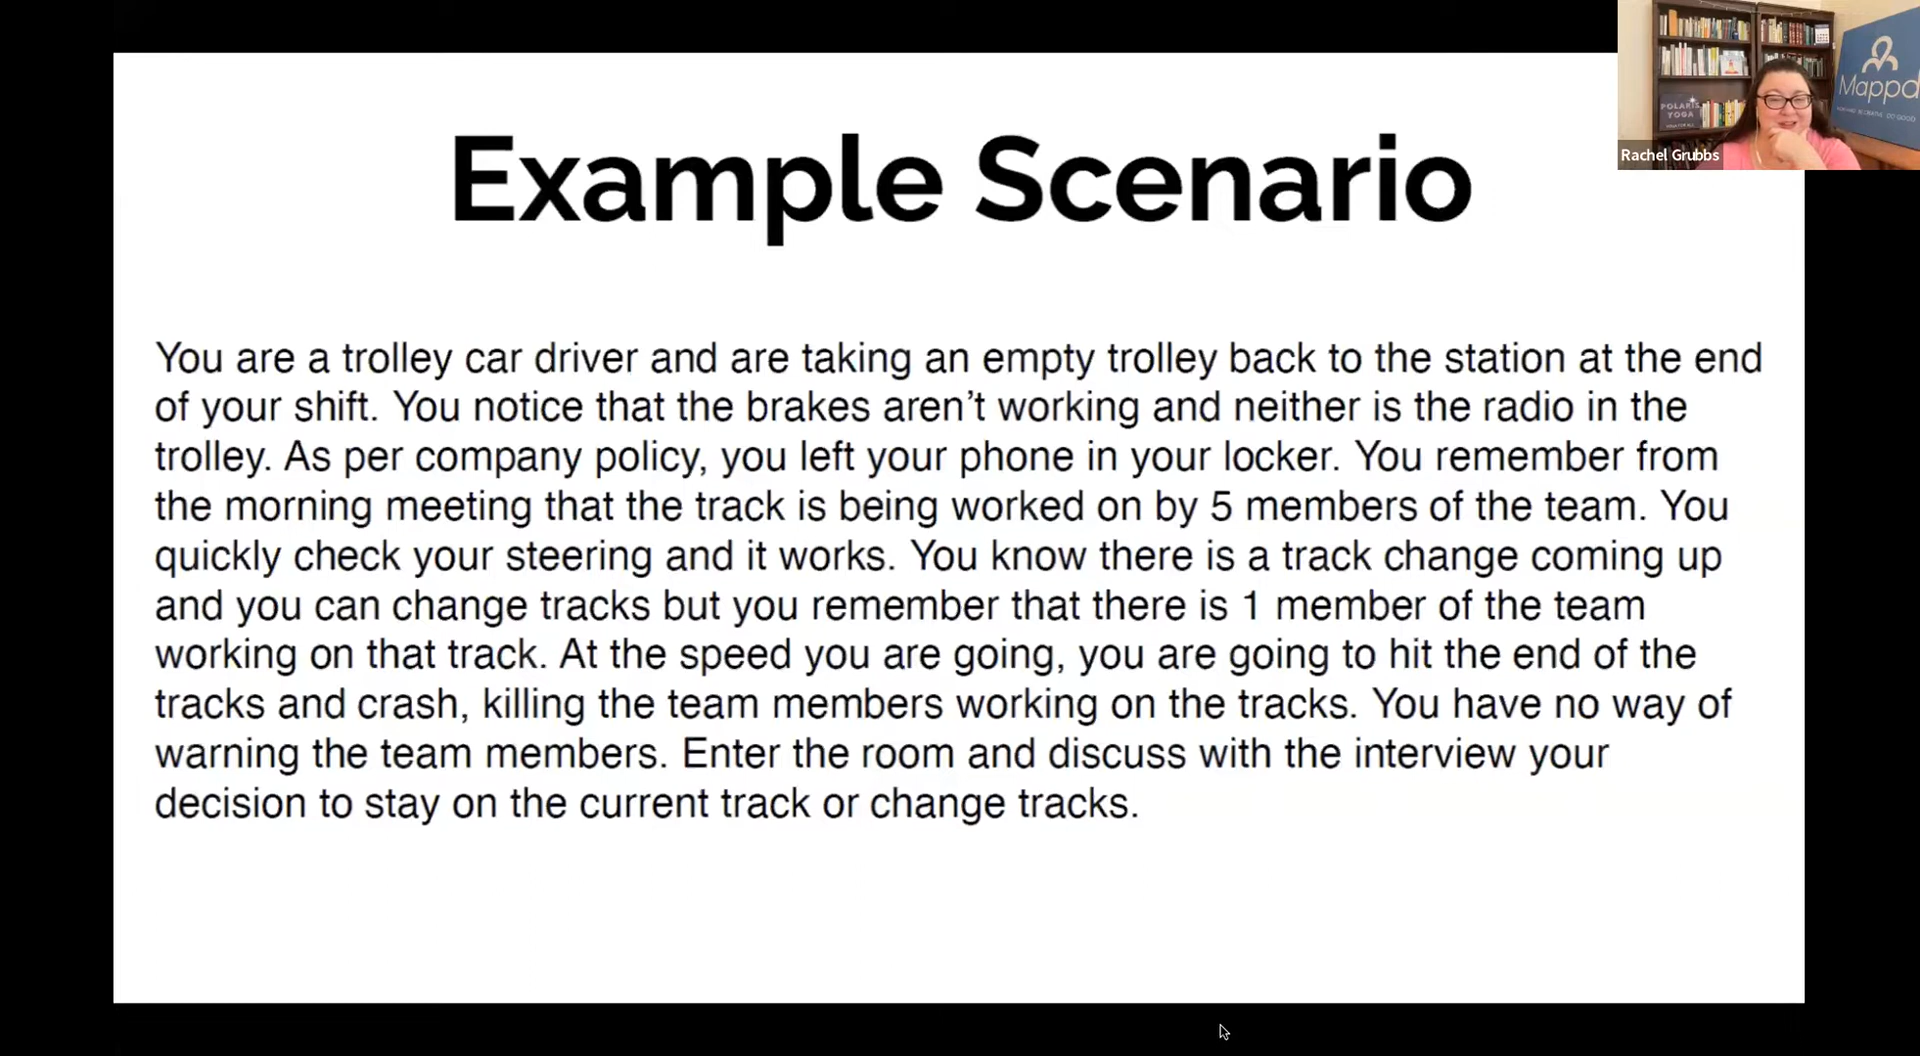 Example Scenario
You are a trolley car driver and are taking an empty trolley back to the station at the end
of your shift. You notice that the brakes aren't working and neither is the radio in the
trolley. As per company policy, you left your phone in your locker. You remember from
the morning meeting that the track is being worked on by 5 members of the team. You
quickly check your steering and it works. You know there is a track change coming up
and you can change tracks but you remember that there is 1 member of the team
working on that track. At the speed you are going, you are going to hit the end of the
tracks and crash, killing the team members working on the tracks. You have no way of
warning the team members. Enter the room and discuss with the interview your
decision to stay on the current track or change tracks.
POLARIS
YOGA
Mappd
DO GOOD
Rachel Grubbs